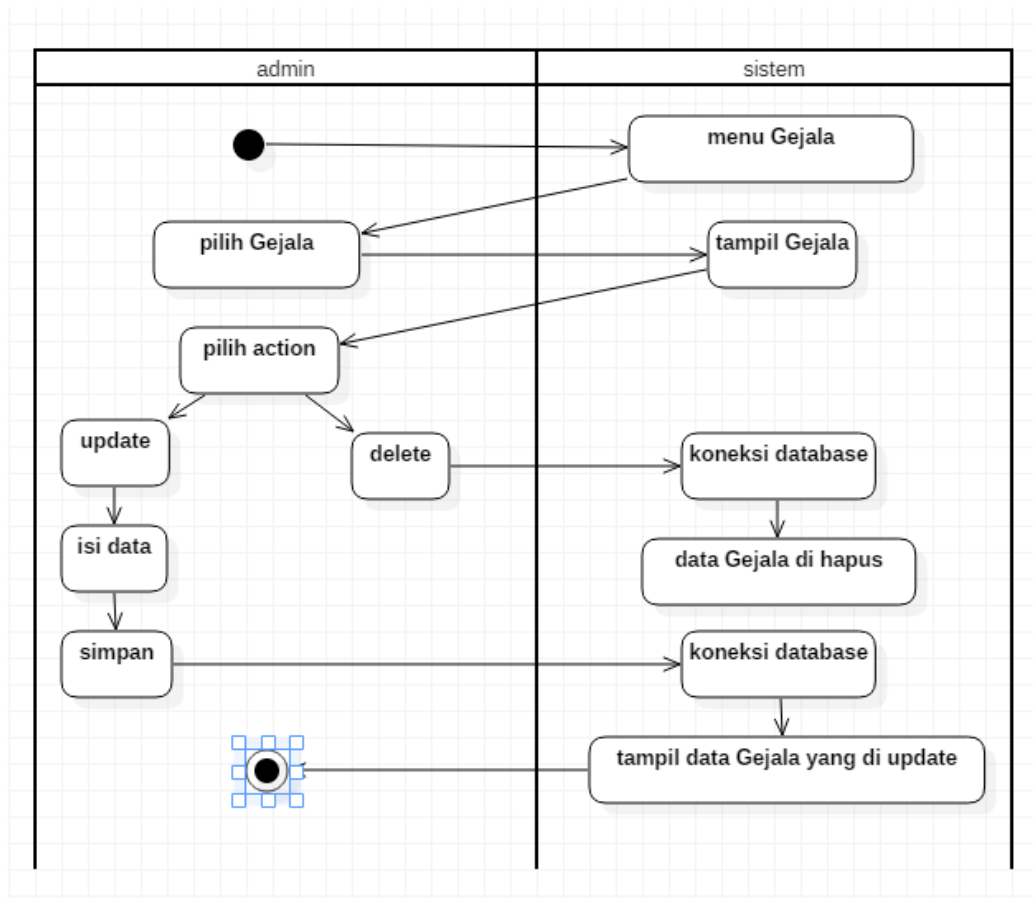 admin
sistem
menu Gejala
pilih Gejala
tampil Gejala
pilih action
update
delete
koneksi database
isi data
data Gejala di hapus
simpan
koneksi database
tampil data Gejala yang di update